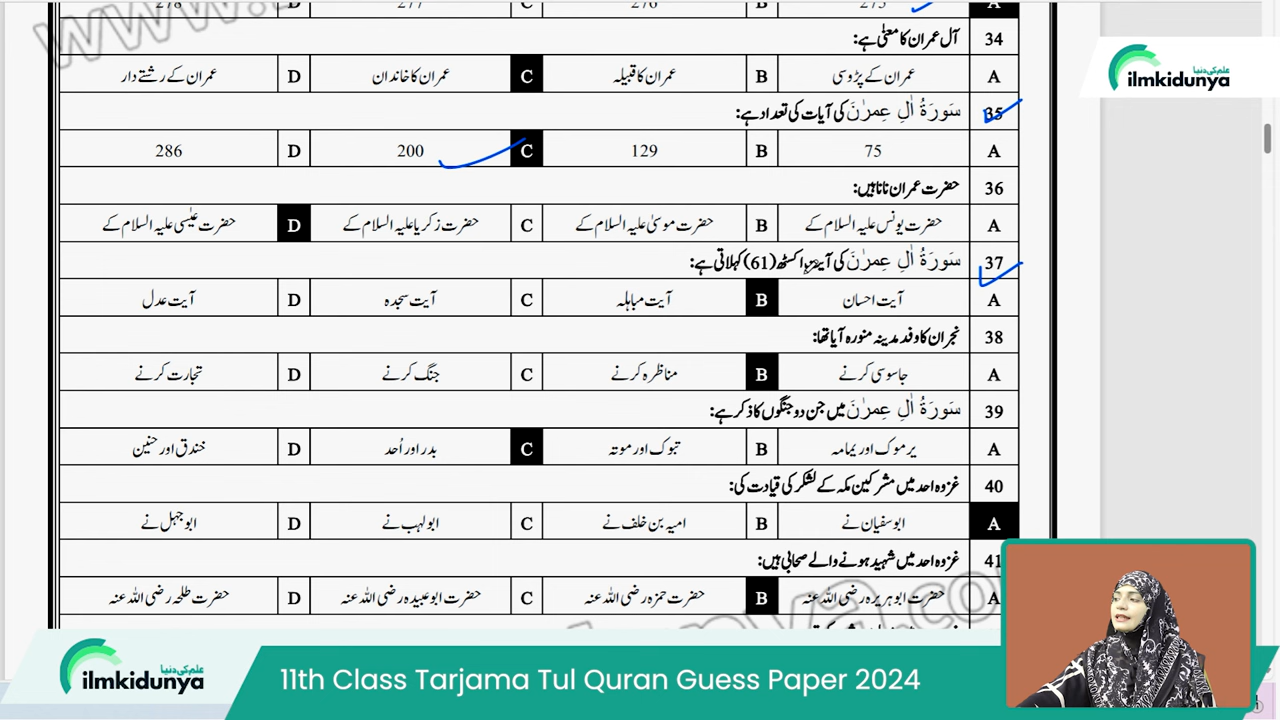 278 D 277 C 276 B 275 A
34 آل عمران کا معنیٰ ہے:
A عمران کے پڑوسی B عمران کا قبیلہ C عمران کا خاندان D عمران کے رشتے دار
35 سَورَۃُ اٰلِ عِمرٰنَ کی آیات کی تعداد ہے:
A 75 B 129 C 200 D 286
36 حضرت عمران نانا ہیں:
A حضرت یونس علیہ السلام کے B حضرت موسیٰ علیہ السلام کے C حضرت زکریا علیہ السلام کے D حضرت عیسٰی علیہ السلام کے
37 سَورَۃُ اٰلِ عِمرٰنَ کی آیت اکسٹھ (61) کہلاتی ہے:
A آیت احسان B آیت مباہلہ C آیت سجدہ D آیت عدل
38 نجران کا وفد مدینہ منورہ آیا تھا:
A جاسوسی کرنے B مناظرہ کرنے C جنگ کرنے D تجارت کرنے
39 سَورَۃُ اٰلِ عِمرٰنَ میں جن دو جنگوں کا ذکر ہے:
A یرموک اور یمامہ B تبوک اور موتہ C بدر اور اُحد D خندق اور حنین
40 غزوہ احد میں مشرکین مکہ کے لشکر کی قیادت کی:
A ابوسفیان نے B امیہ بن خلف نے C ابولہب نے D ابوجہل نے
41 غزوہ احد میں شہید ہونے والے صحابی ہیں:
A حضرت ابوہریرہ رضی اللہ عنہ B حضرت حمزہ رضی اللہ عنہ C حضرت ابوعبیدہ رضی اللہ عنہ D حضرت طلحہ رضی اللہ عنہ
علم کی دنیا
ilmkidunya
علم کی دنیا
ilmkidunya
11th Class Tarjama Tul Quran Guess Paper 2024